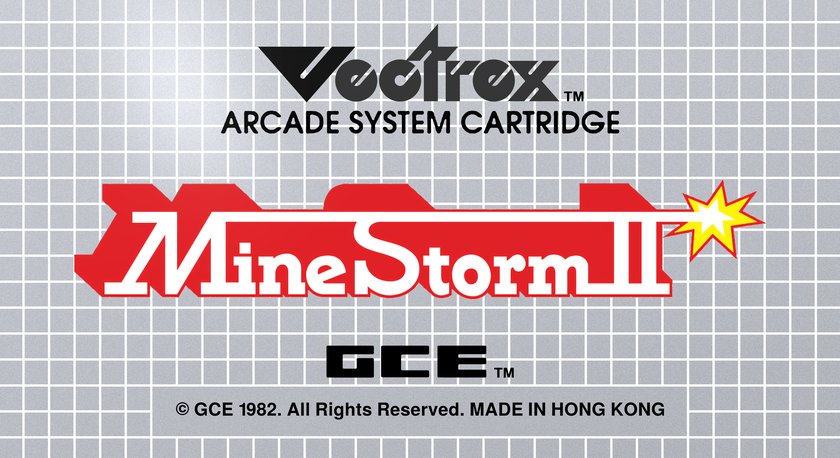 Vectrex™
ARCADE SYSTEM CARTRIDGE
MineStorm II
GCE™
© GCE 1982. All Rights Reserved. MADE IN HONG KONG